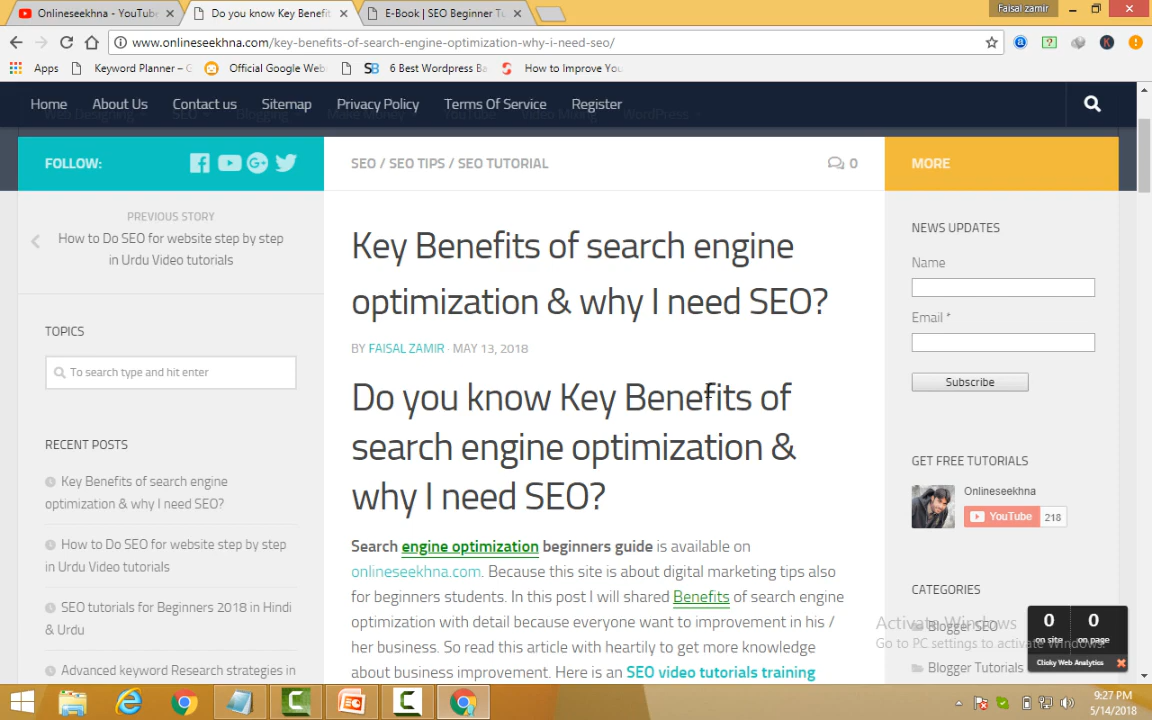 Onlineseekhna - YouTube
Do you know Key Benefit
E-Book | SEO Beginner Tu
Faisal zamir
www.onlineseekhna.com/key-benefits-of-search-engine-optimization-why-i-need-seo/
Apps
Keyword Planner – G
Official Google Web
6 Best Wordpress Ba
How to Improve You
Home
About Us
Contact us
Sitemap
Privacy Policy
Terms Of Service
Register
Web Designing
SEO
Blogging
Make Money
YouTube
Video Mixing
WordPress
FOLLOW:
SEO / SEO TIPS / SEO TUTORIAL
0
MORE
PREVIOUS STORY
How to Do SEO for website step by step
in Urdu Video tutorials
TOPICS
To search type and hit enter
RECENT POSTS
Key Benefits of search engine
optimization & why I need SEO?
How to Do SEO for website step by step
in Urdu Video tutorials
SEO tutorials for Beginners 2018 in Hindi
& Urdu
Advanced keyword Research strategies in
Key Benefits of search engine
optimization & why I need SEO?
BY FAISAL ZAMIR · MAY 13, 2018
Do you know Key Benefits of
search engine optimization &
why I need SEO?
Search engine optimization beginners guide is available on
onlineseekhna.com. Because this site is about digital marketing tips also
for beginners students. In this post I will shared Benefits of search engine
optimization with detail because everyone want to improvement in his /
her business. So read this article with heartily to get more knowledge
about business improvement. Here is an SEO video tutorials training
NEWS UPDATES
Name
Email *
Subscribe
GET FREE TUTORIALS
Onlineseekhna
YouTube 218
CATEGORIES
Blogger SEO
Blogger Tutorials
Activate Windows
Go to PC settings to activate Windows.
0 0
on site on page
Clicky Web Analytics
9:27 PM
5/14/2018